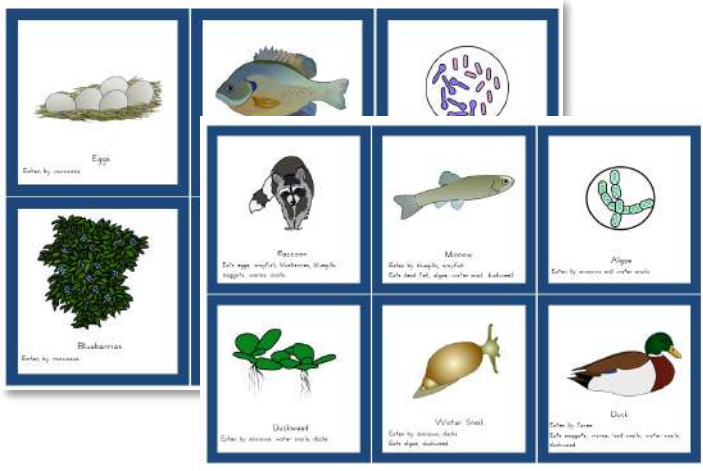 Eggs
Eaten by raccoons.
Blueberries
Eaten by raccoons.
Raccoon
Eats eggs, crayfish, blueberries, bluegills,
maggots, worms, snails.
Minnow
Eaten by bluegills, crayfish.
Eats dead fish, algae, water snail, duckweed.
Algae
Eaten by minnows and water snails.
Duckweed
Eaten by minnows, water snails, ducks.
Water Snail
Eaten by minnows, ducks.
Eats algae, duckweed.
Duck
Eaten by foxes.
Eats maggots, worms, land snails, water snails,
duckweed.